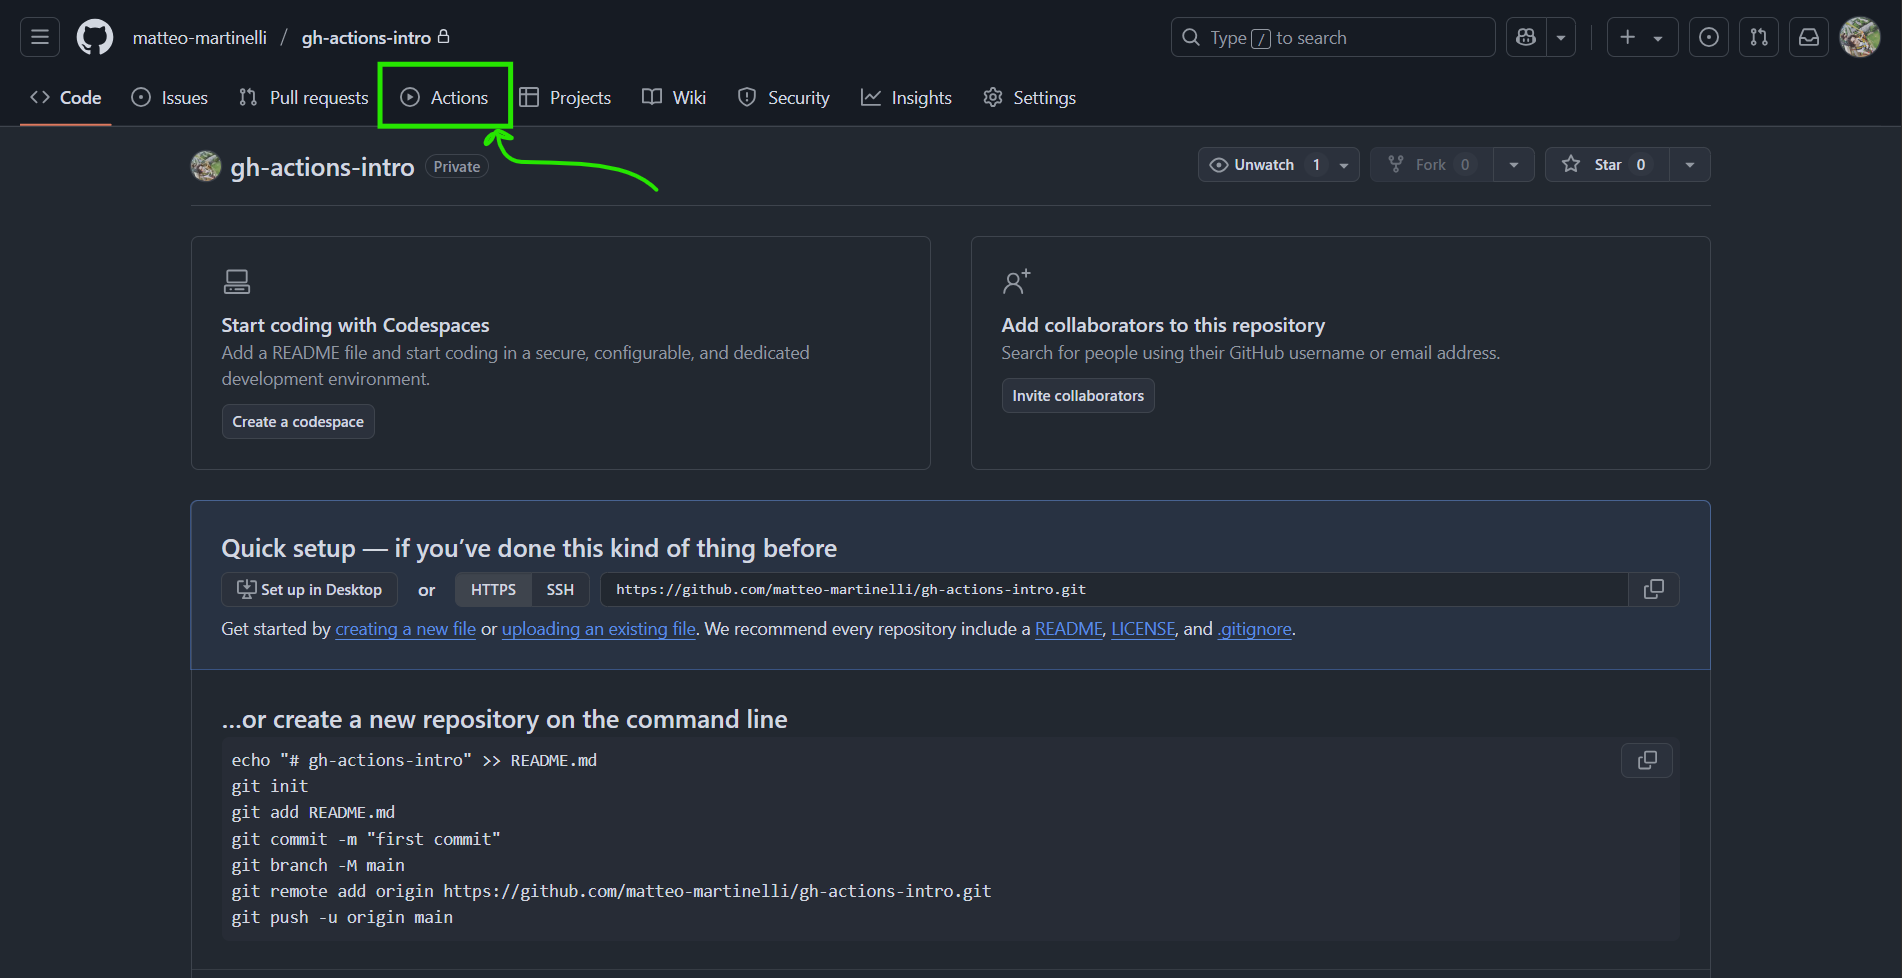 matteo-martinelli / gh-actions-intro
Type / to search
Code
Issues
Pull requests
Actions
Projects
Wiki
Security
Insights
Settings
gh-actions-intro Private
Unwatch 1
Fork 0
Star 0
Start coding with Codespaces
Add a README file and start coding in a secure, configurable, and dedicated
development environment.
Create a codespace
Add collaborators to this repository
Search for people using their GitHub username or email address.
Invite collaborators
Quick setup — if you’ve done this kind of thing before
Set up in Desktop or HTTPS SSH https://github.com/matteo-martinelli/gh-actions-intro.git
Get started by creating a new file or uploading an existing file. We recommend every repository include a README, LICENSE, and .gitignore.
…or create a new repository on the command line
echo "# gh-actions-intro" >> README.md
git init
git add README.md
git commit -m "first commit"
git branch -M main
git remote add origin https://github.com/matteo-martinelli/gh-actions-intro.git
git push -u origin main